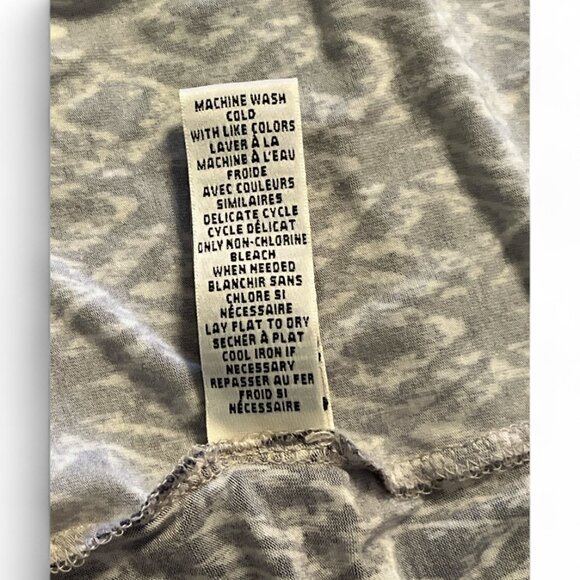 MACHINE WASH
COLD
WITH LIKE COLORS
LAVER À LA
MACHINE À L'EAU
FROIDE
AVEC COULEURS
SIMILAIRES
DELICATE CYCLE
CYCLE DÉLICAT
ONLY NON-CHLORINE
BLEACH
WHEN NEEDED
BLANCHIR SANS
CHLORE SI
NÉCESSAIRE
LAY FLAT TO DRY
SECHER À PLAT
COOL IRON IF
NECESSARY
REPASSER AU FER
FROID SI
NÉCESSAIRE